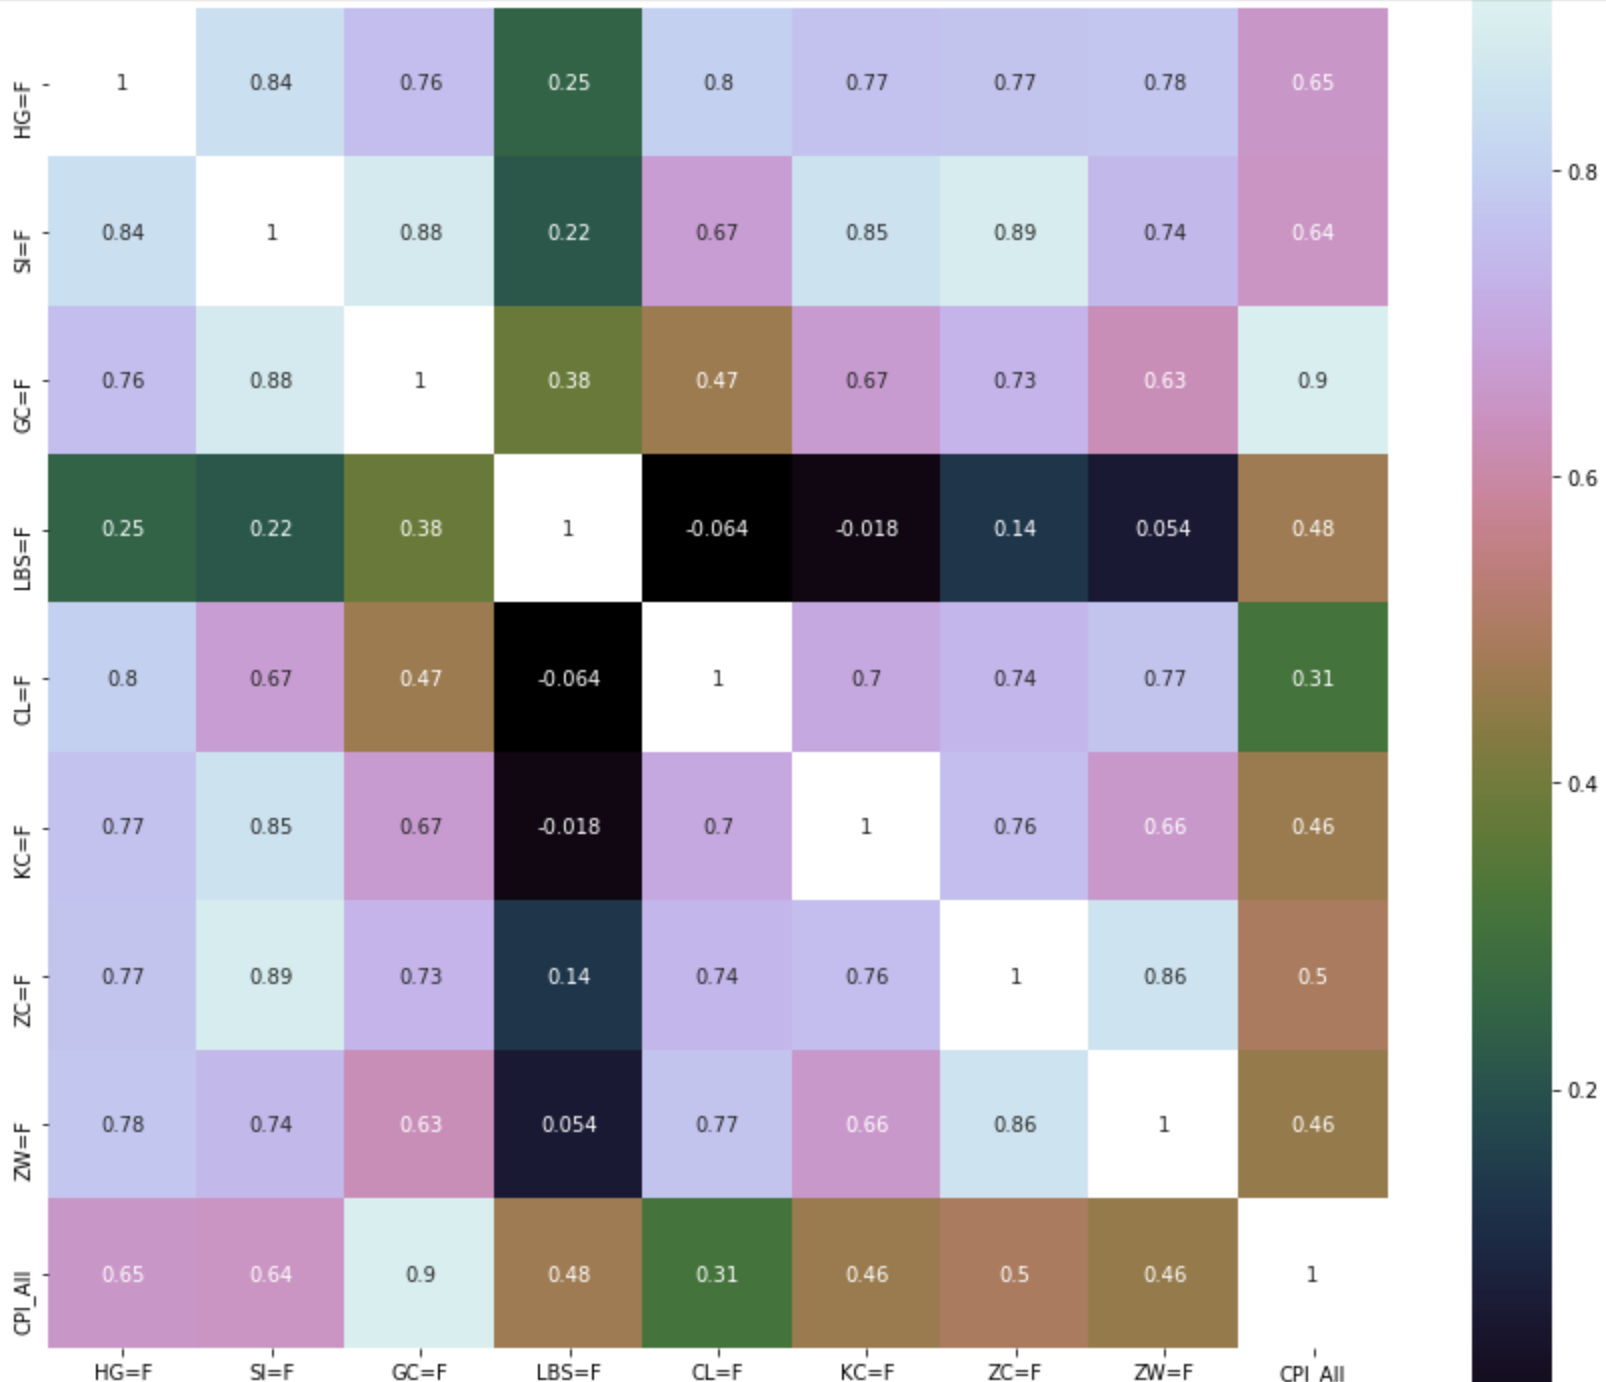 HG=F 1 0.84 0.76 0.25 0.8 0.77 0.77 0.78 0.65
SI=F 0.84 1 0.88 0.22 0.67 0.85 0.89 0.74 0.64
GC=F 0.76 0.88 1 0.38 0.47 0.67 0.73 0.63 0.9
LBS=F 0.25 0.22 0.38 1 -0.064 -0.018 0.14 0.054 0.48
CL=F 0.8 0.67 0.47 -0.064 1 0.7 0.74 0.77 0.31
KC=F 0.77 0.85 0.67 -0.018 0.7 1 0.76 0.66 0.46
ZC=F 0.77 0.89 0.73 0.14 0.74 0.76 1 0.86 0.5
ZW=F 0.78 0.74 0.63 0.054 0.77 0.66 0.86 1 0.46
CPI_All 0.65 0.64 0.9 0.48 0.31 0.46 0.5 0.46 1
HG=F SI=F GC=F LBS=F CL=F KC=F ZC=F ZW=F CPI_All
0.8
0.6
0.4
0.2